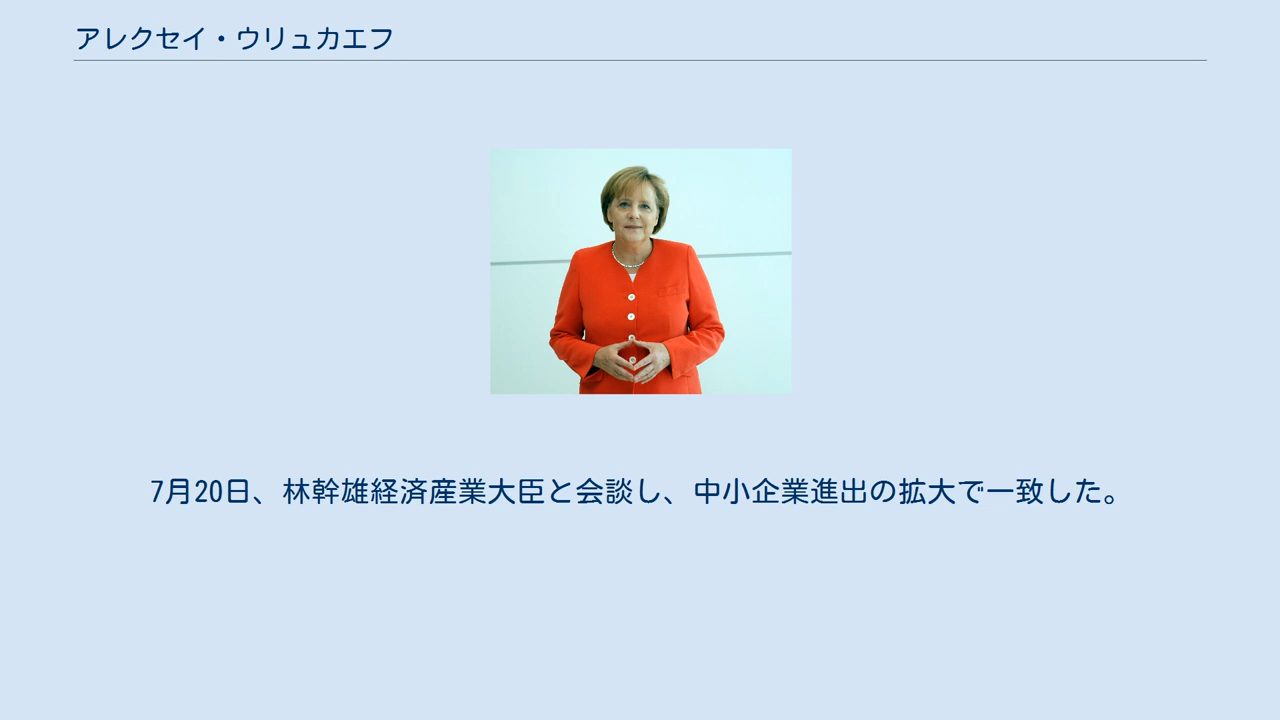 アレクセイ・ウリュカエフ
7月20日、林幹雄経済産業大臣と会談し、中小企業進出の拡大で一致した。